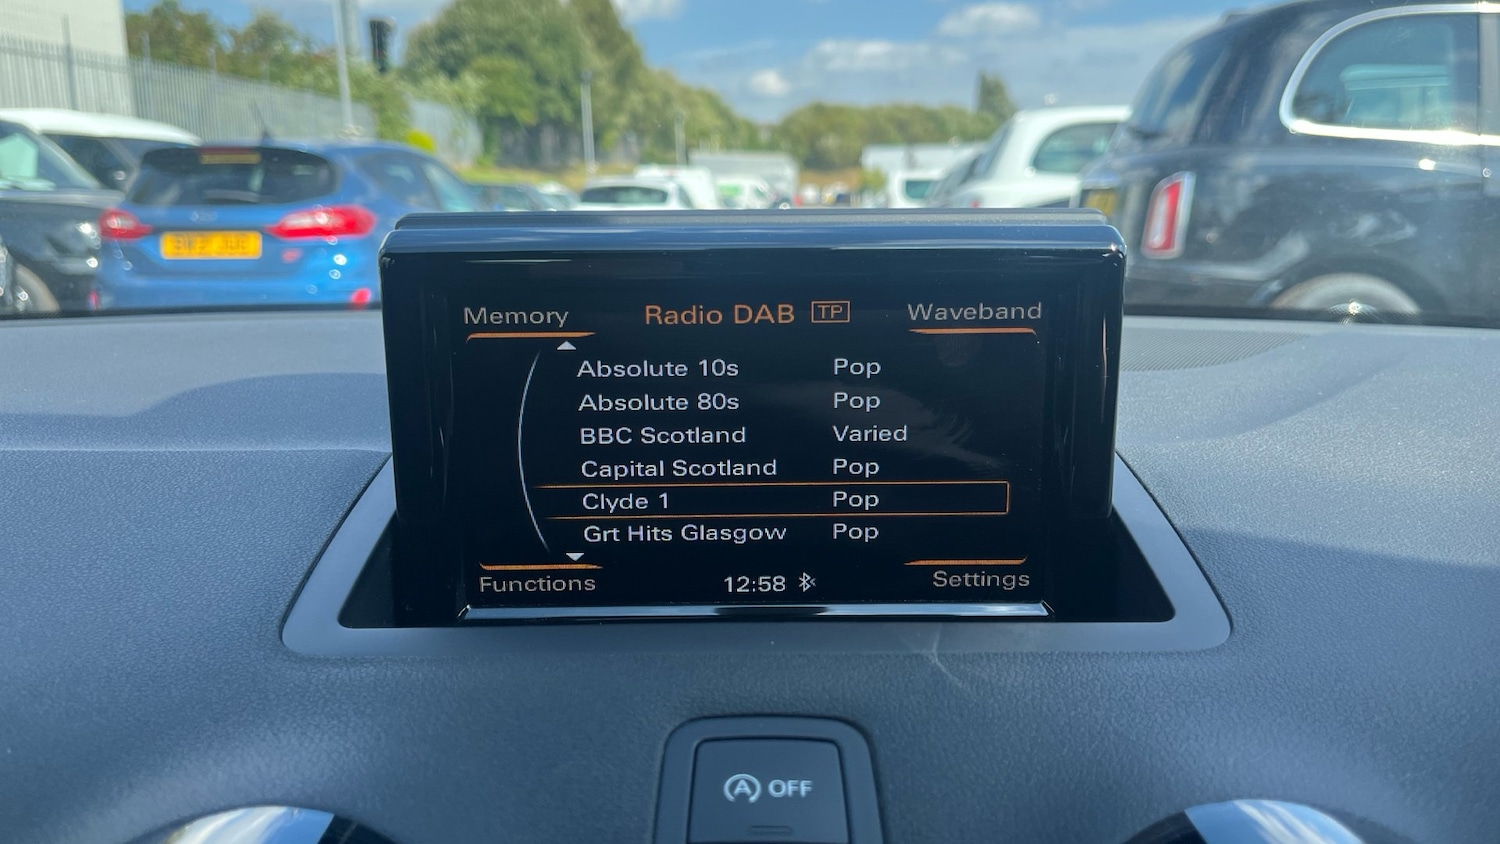 Memory Radio DAB TP Waveband
Absolute 10s Pop
Absolute 80s Pop
BBC Scotland Varied
Capital Scotland Pop
Clyde 1 Pop
Grt Hits Glasgow Pop
Functions 12:58 Settings
A OFF